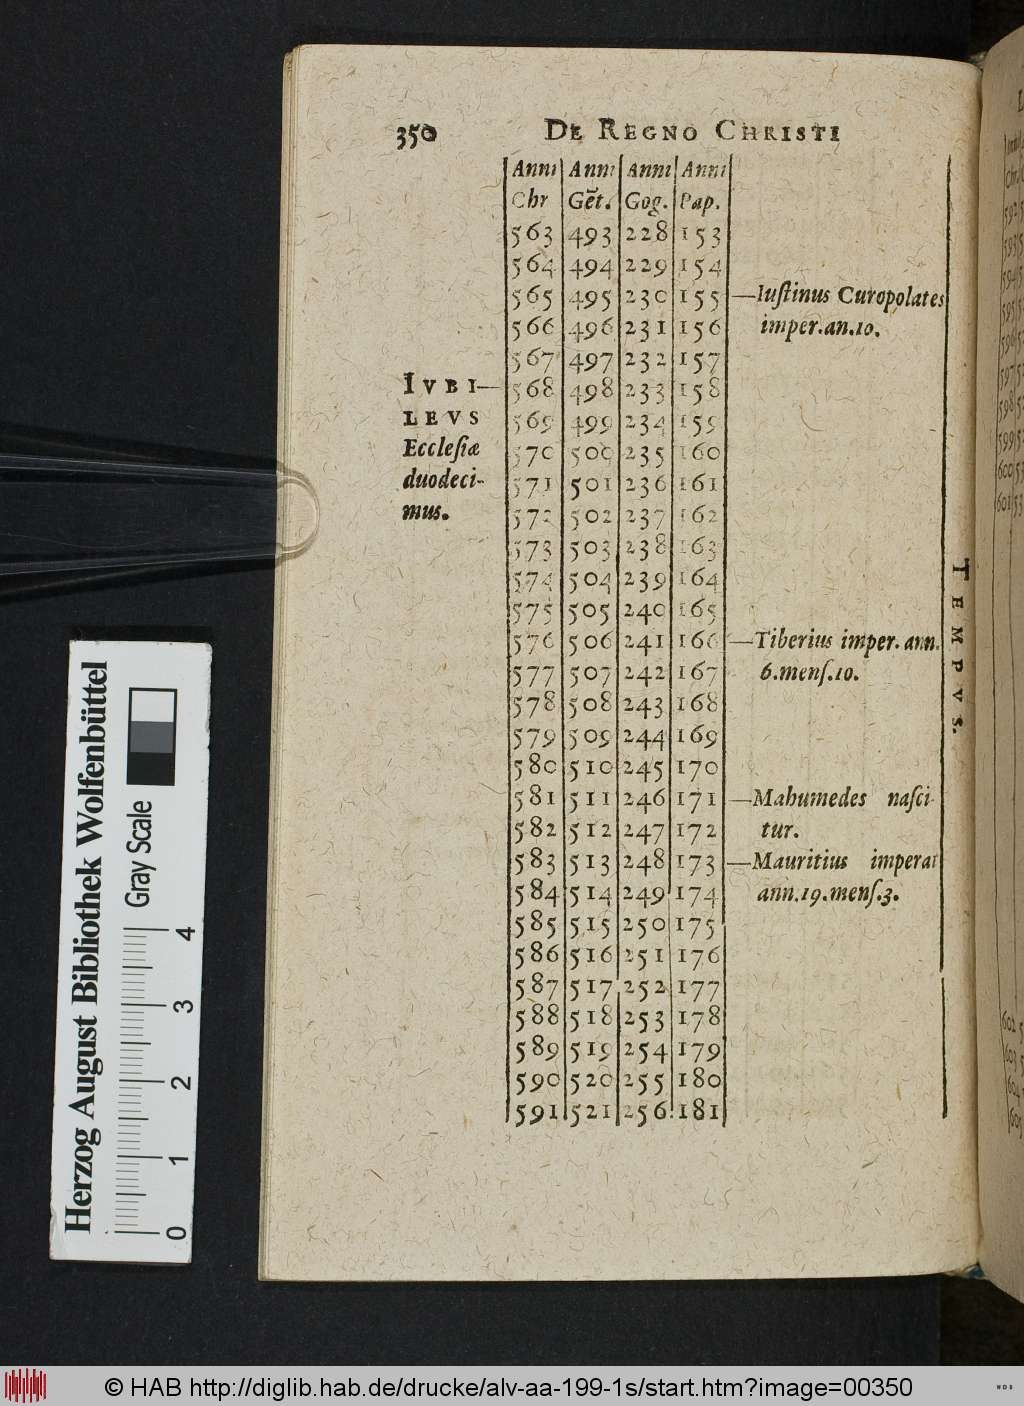 350 DE REGNO CHRISTI
Anni Anni Anni Anni
Chr Gēt. Gog. Pap.
563 493 228 153
564 494 229 154
565 495 230 155 —Iuſtinus Curopolates
566 496 231 156 imper.an.10.
567 497 232 157
IVBI— 568 498 233 158
LEVS 569 499 234 159
Eccleſiæ 570 500 235 160
duodeci- 571 501 236 161
mus. 572 502 237 162
573 503 238 163
574 504 239 164
575 505 240 165
576 506 241 166 —Tiberius imper. ann.
577 507 242 167 6.menſ.10.
578 508 243 168
579 509 244 169
580 510 245 170
581 511 246 171 —Mahumedes naſci-
582 512 247 172 tur.
583 513 248 173 —Mauritius imperat
584 514 249 174 ann.19.menſ.3.
585 515 250 175
586 516 251 176
587 517 252 177
588 518 253 178
589 519 254 179
590 520 255 180
591 521 256 181
TEMPVS.
Herzog August Bibliothek Wolfenbüttel
Gray Scale
0 1 2 3 4
© HAB http://diglib.hab.de/drucke/alv-aa-199-1s/start.htm?image=00350